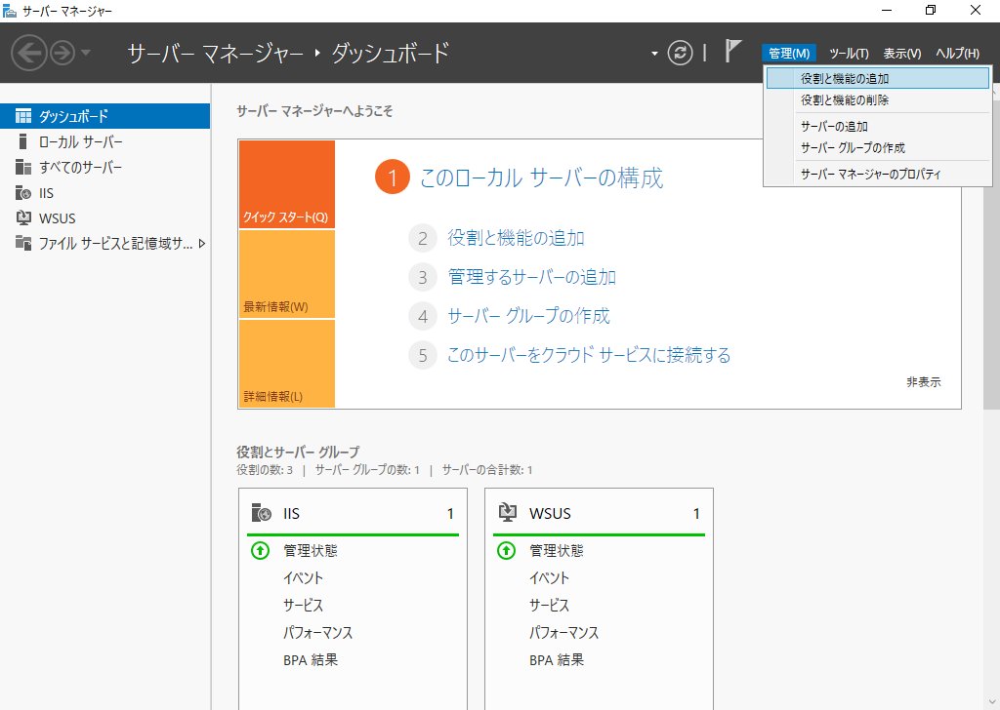 サーバー マネージャー
サーバー マネージャー ・ ダッシュボード
管理(M) ツール(T) 表示(V) ヘルプ(H)
役割と機能の追加
役割と機能の削除
サーバーの追加
サーバー グループの作成
サーバー マネージャーのプロパティ
ダッシュボード
ローカル サーバー
すべてのサーバー
IIS
WSUS
ファイル サービスと記憶域サ...
サーバー マネージャーへようこそ
クイック スタート(Q)
最新情報(W)
詳細情報(L)
1 このローカル サーバーの構成
2 役割と機能の追加
3 管理するサーバーの追加
4 サーバー グループの作成
5 このサーバーをクラウド サービスに接続する
非表示
役割とサーバー グループ
役割の数: 3 | サーバー グループの数: 1 | サーバーの合計数: 1
IIS 1
管理状態
イベント
サービス
パフォーマンス
BPA 結果
WSUS 1
管理状態
イベント
サービス
パフォーマンス
BPA 結果